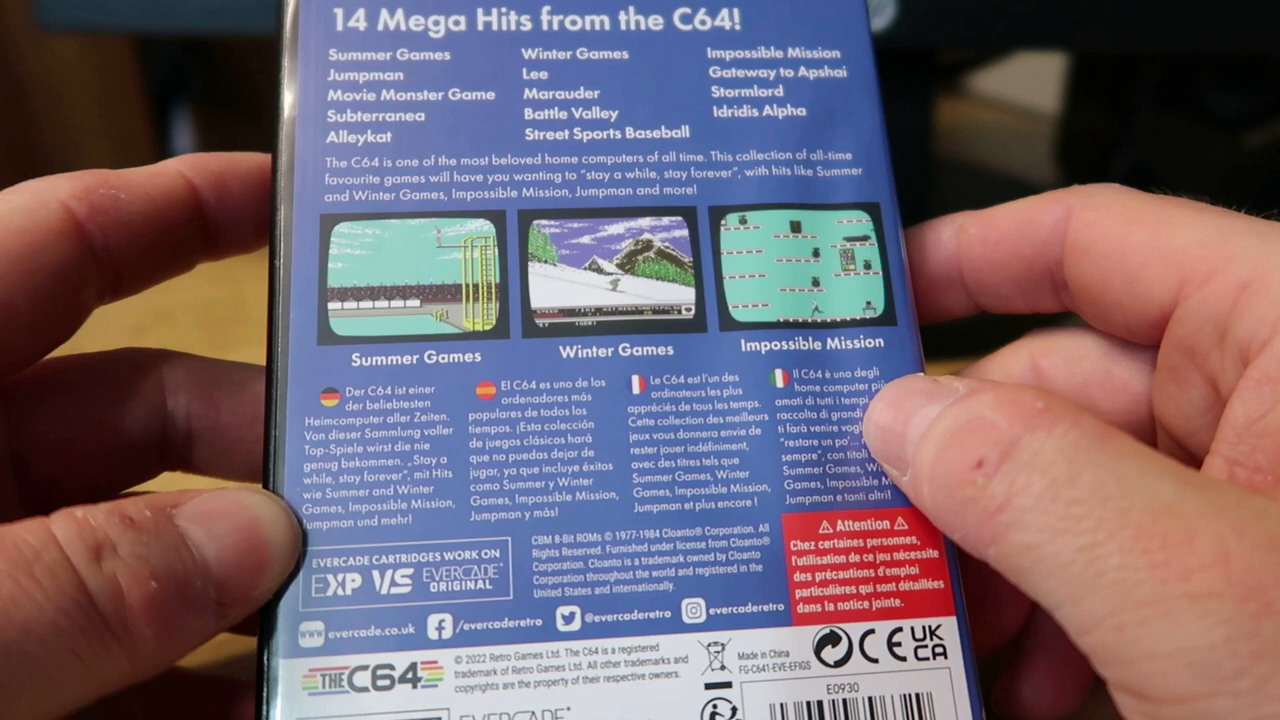 14 Mega Hits from the C64!
Summer Games
Jumpman
Movie Monster Game
Subterranea
Alleykat
Winter Games
Lee
Marauder
Battle Valley
Street Sports Baseball
Impossible Mission
Gateway to Apshai
Stormlord
Idridis Alpha
The C64 is one of the most beloved home computers of all time. This collection of all-time
favourite games will have you wanting to "stay a while, stay forever", with hits like Summer
and Winter Games, Impossible Mission, Jumpman and more!
Summer Games
Winter Games
Impossible Mission
Der C64 ist einer
der beliebtesten
Heimcomputer aller Zeiten.
Von dieser Sammlung voller
Top-Spiele wirst die nie
genug bekommen. „Stay a
while, stay forever", mit Hits
wie Summer and Winter
Games, Impossible Mission,
Jumpman und mehr!
El C64 es uno de los
ordenadores más
populares de todos los
tiempos. ¡Esta colección
de juegos clásicos hará
que no puedas dejar de
jugar, ya que incluye éxitos
como Summer y Winter
Games, Impossible Mission,
Jumpman y más!
Le C64 est l'un des
ordinateurs les plus
appréciés de tous les temps.
Cette collection des meilleurs
jeux vous donnera envie de
rester jouer indéfiniment,
avec des titres tels que
Summer Games, Winter
Games, Impossible Mission,
Jumpman et plus encore !
Il C64 è uno degli
home computer più
amati di tutti i tempi
raccolta di grandi
ti farà venire
"restare un po'...
sempre", con titoli
Summer Games,
Games, Impossible
Jumpman e tanti altri!
EVERCADE CARTRIDGES WORK ON
EXP VS EVERCADE
ORIGINAL
CBM 8-Bit ROMs © 1977-1984 Cloanto® Corporation. All
Rights Reserved. Furnished under license from Cloanto®
Corporation. Cloanto is a trademark owned by Cloanto
Corporation throughout the world and registered in the
United States and internationally.
Attention
Chez certaines personnes,
l'utilisation de ce jeu nécessite
des précautions d'emploi
particulières qui sont détaillées
dans la notice jointe.
www evercade.co.uk /evercaderetro @evercaderetro evercaderetro
THE C64
© 2022 Retro Games Ltd. The C64 is a registered
trademark of Retro Games Ltd. All other trademarks and
copyrights are the property of their respective owners.
Made in China
FG-C641-EVE-EFIGS
CE UK
CA
E0930
EVERCADE